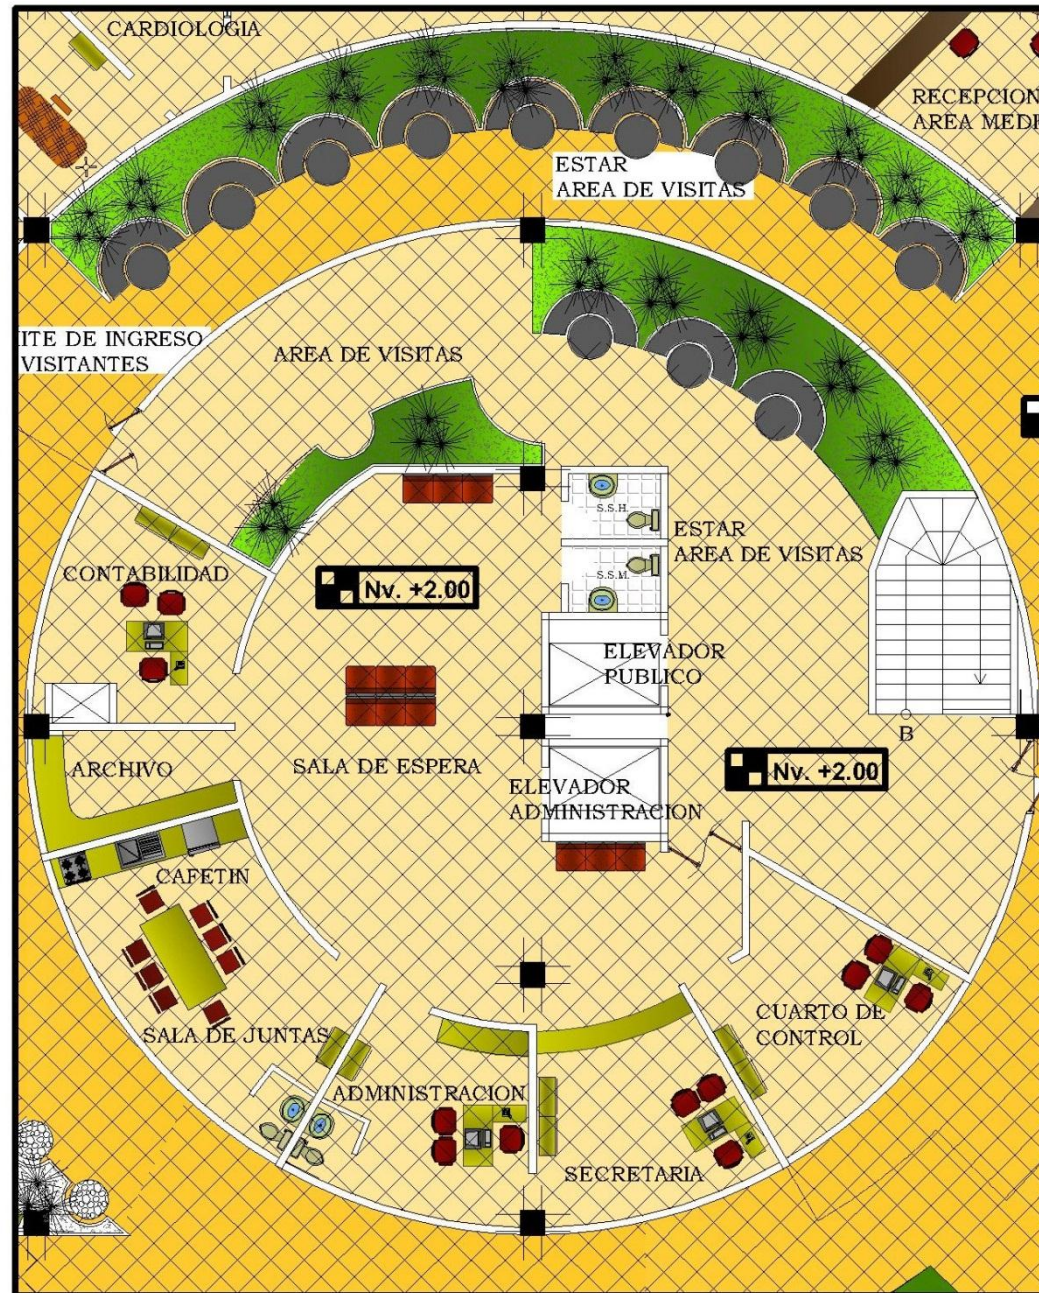 CARDIOLOGIA
RECEPCION
AREA MEDI
ESTAR
AREA DE VISITAS
ITE DE INGRESO
VISITANTES
AREA DE VISITAS
S.S.H.
ESTAR
AREA DE VISITAS
CONTABILIDAD
S.S.M.
Nv. +2.00
ELEVADOR
PUBLICO
B
ARCHIVO
SALA DE ESPERA
Nv. +2.00
ELEVADOR
ADMINISTRACION
CAFETIN
CUARTO DE
CONTROL
SALA DE JUNTAS
ADMINISTRACION
SECRETARIA